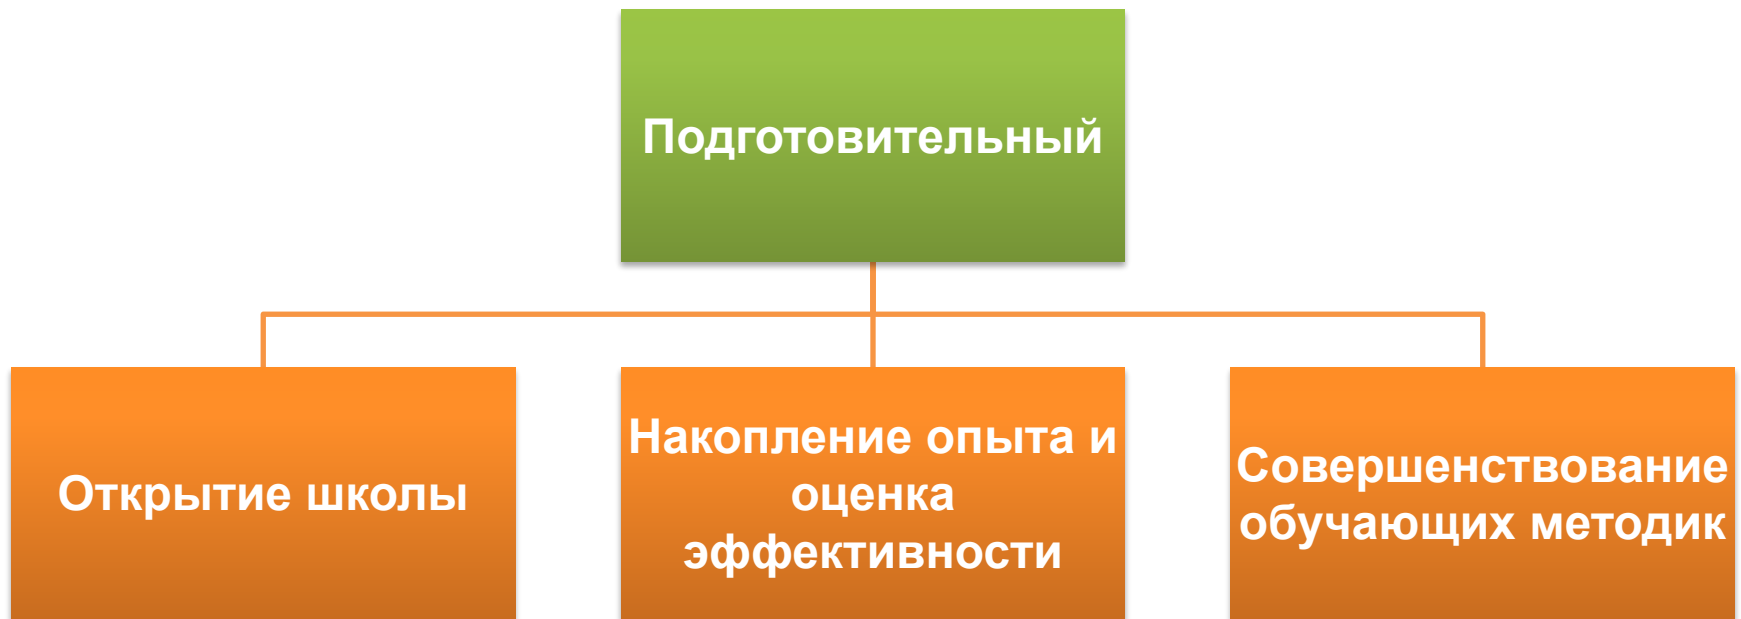 Подготовительный
Открытие школы
Накопление опыта и
оценка
эффективности
Совершенствование
обучающих методик